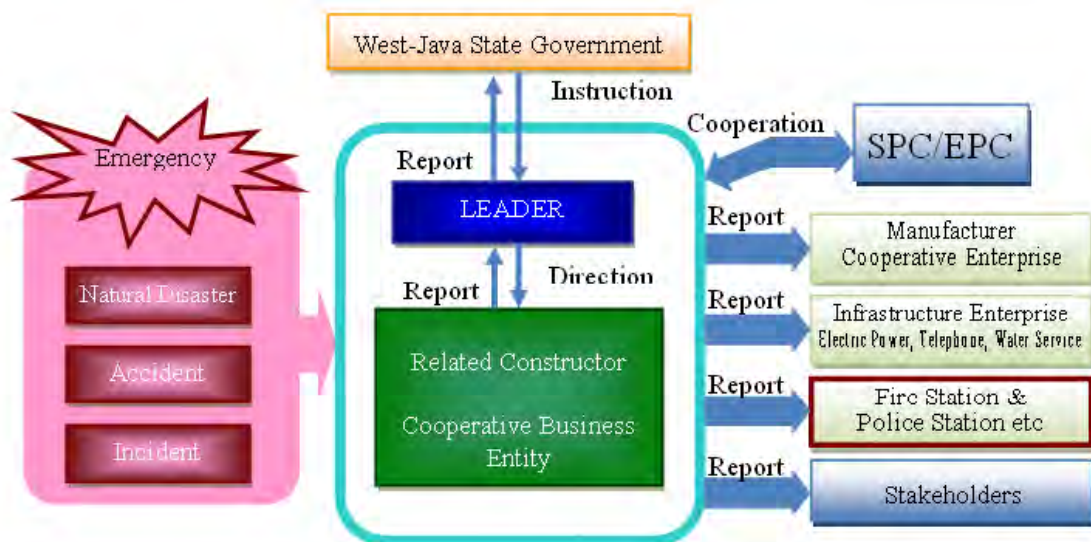 West-Java State Government
Instruction
Report
LEADER
Report
Direction
Related Constructor
Cooperative Business
Entity
Emergency
Natural Disaster
Accident
Incident
Cooperation
SPC/EPC
Report
Manufacturer
Cooperative Enterprise
Report
Infrastructure Enterprise
Electric Power, Telephone, Water Service
Report
Fire Station &
Police Station etc
Report
Stakeholders